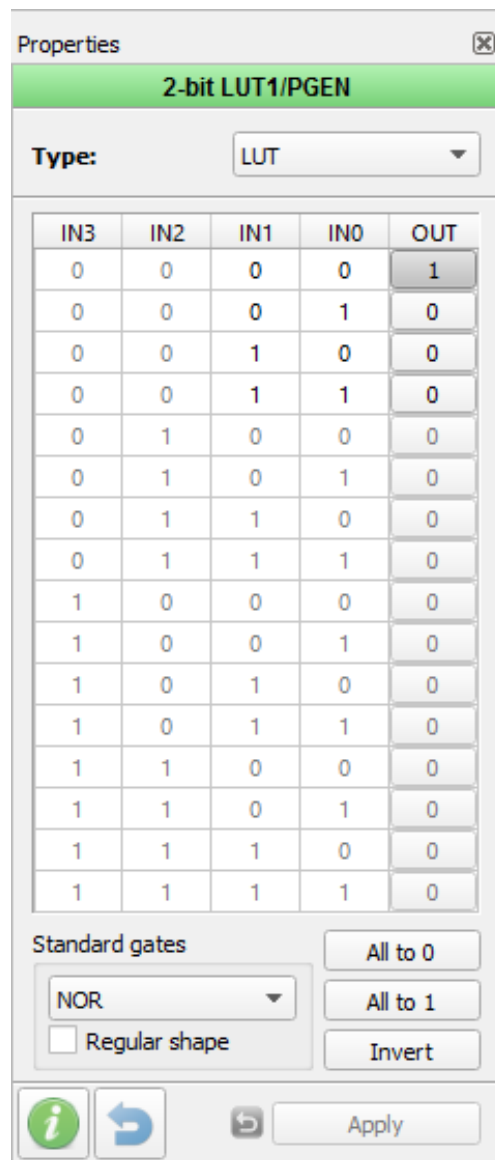 Properties
2-bit LUT1/PGEN
Type: LUT
IN3 IN2 IN1 IN0 OUT
0 0 0 0 1
0 0 0 1 0
0 0 1 0 0
0 0 1 1 0
0 1 0 0 0
0 1 0 1 0
0 1 1 0 0
0 1 1 1 0
1 0 0 0 0
1 0 0 1 0
1 0 1 0 0
1 0 1 1 0
1 1 0 0 0
1 1 0 1 0
1 1 1 0 0
1 1 1 1 0
Standard gates
All to 0
NOR
All to 1
Regular shape
Invert
i
Apply